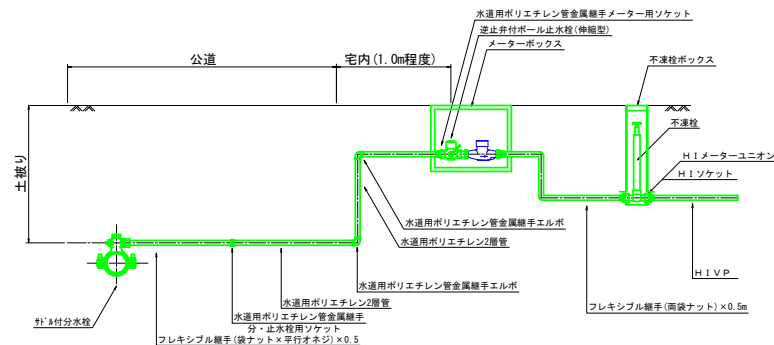 水道用ポリエチレン管金属継手メーター用ソケット
逆止弁付ボール止水栓(伸縮型)
メーターボックス
公道
宅内(1.0m程度)
不凍栓ボックス
不凍栓
土被り
HIメーターユニオン
HIソケット
水道用ポリエチレン管金属継手エルボ
水道用ポリエチレン2層管
HIVP
水道用ポリエチレン管金属継手エルボ
水道用ポリエチレン2層管
フレキシブル継手(両袋ナット)×0.5m
水道用ポリエチレン管金属継手
分・止水栓用ソケット
ｻﾄﾞﾙ付分水栓
フレキシブル継手(袋ナット×平行オネジ)×0.5